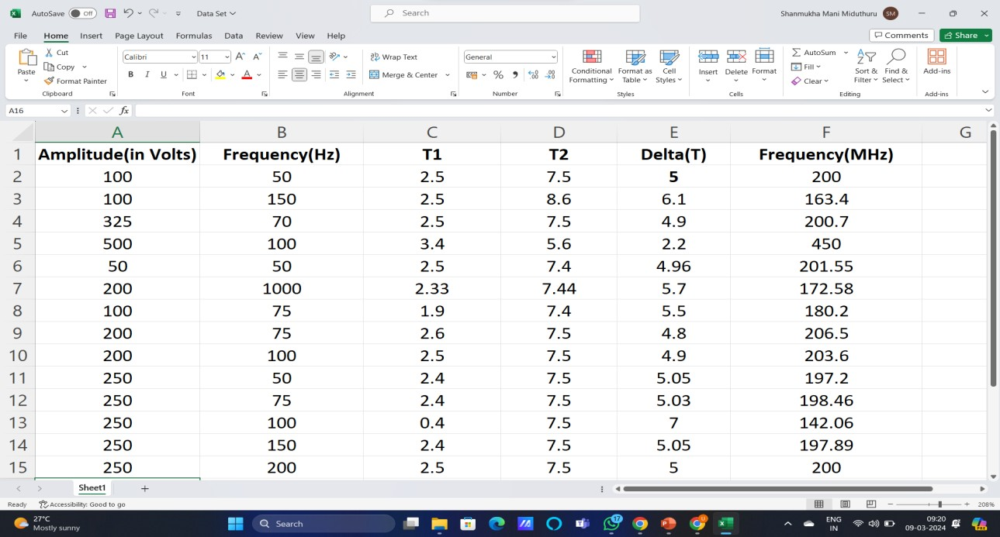 AutoSave Off Data Set Search Shanmukha Mani Miduthuru SM
File Home Insert Page Layout Formulas Data Review View Help Comments Share
Paste Cut Copy Format Painter Clipboard
Calibri 11 B I U Font
Wrap Text Merge & Center Alignment
General % Number
Conditional Formatting Format as Table Cell Styles Styles
Insert Delete Format Cells
AutoSum Fill Clear Sort & Filter Find & Select Editing
Add-ins Add-ins
A16 fx
A B C D E F G
1 Amplitude(in Volts) Frequency(Hz) T1 T2 Delta(T) Frequency(MHz)
2 100 50 2.5 7.5 5 200
3 100 150 2.5 8.6 6.1 163.4
4 325 70 2.5 7.5 4.9 200.7
5 500 100 3.4 5.6 2.2 450
6 50 50 2.5 7.4 4.96 201.55
7 200 1000 2.33 7.44 5.7 172.58
8 100 75 1.9 7.4 5.5 180.2
9 200 75 2.6 7.5 4.8 206.5
10 200 100 2.5 7.5 4.9 203.6
11 250 50 2.4 7.5 5.05 197.2
12 250 75 2.4 7.5 5.03 198.46
13 250 100 0.4 7.5 7 142.06
14 250 150 2.4 7.5 5.05 197.89
15 250 200 2.5 7.5 5 200
Sheet1
Ready Accessibility: Good to go 208%
27°C
Mostly sunny
Search
17
ENG
IN
09:20
09-03-2024